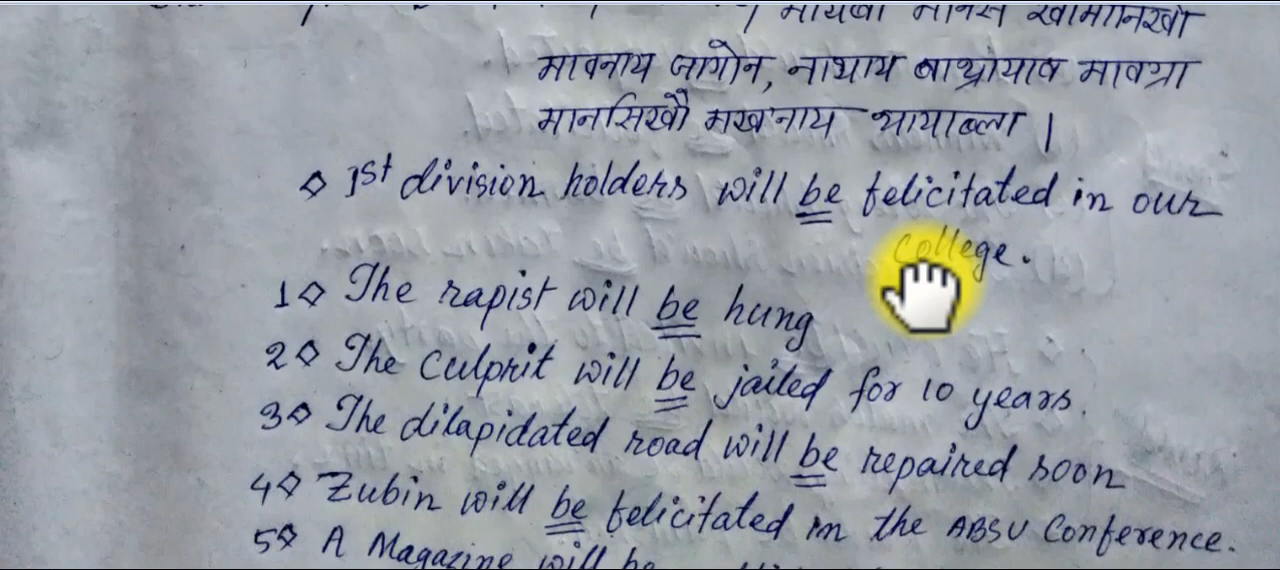 मावनाय जागोन, नाथाय बाथ्रोयाव मावग्रा
मानसिखौ मखनाय थायाब्ला |
◇ 1st division holders will be felicitated in our
college.
1◇ The rapist will be hung
2◇ The Culprit will be jailed for 10 years.
3◇ The dilapidated road will be repaired soon
4◇ Zubin will be felicitated in the ABSU Conference.
5◇ A Magazine will be